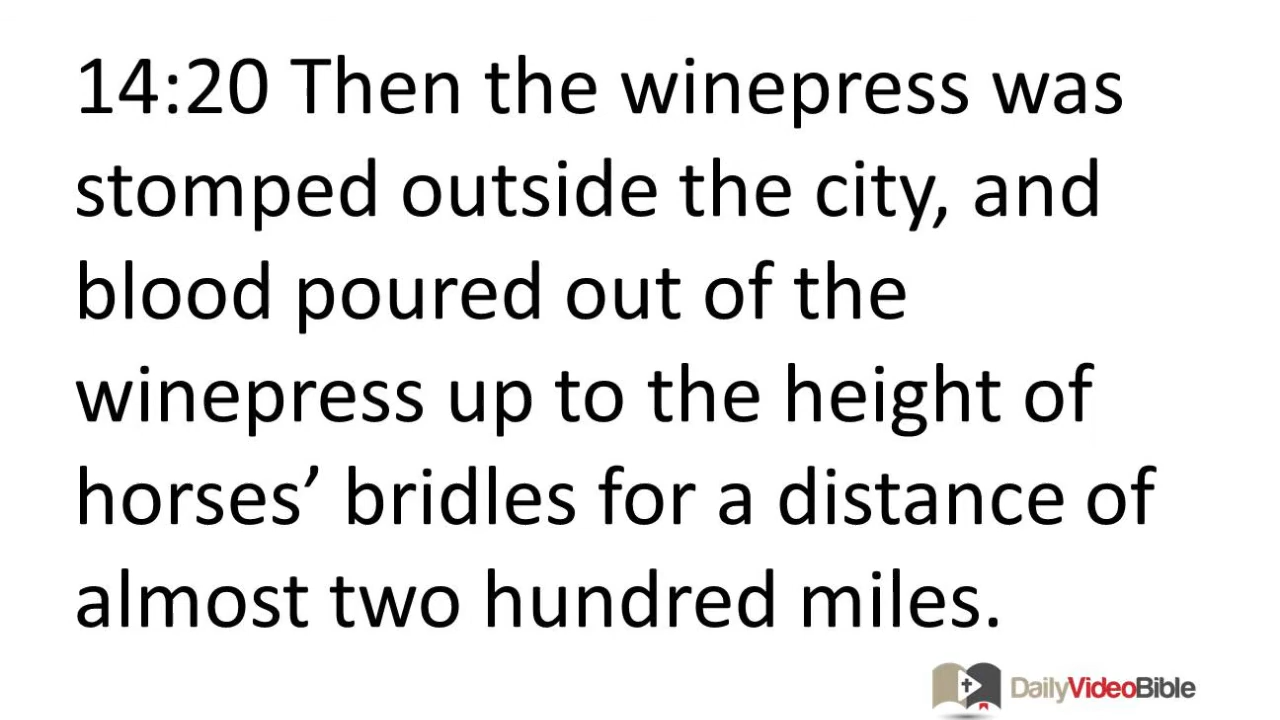 14:20 Then the winepress was
stomped outside the city, and
blood poured out of the
winepress up to the height of
horses’ bridles for a distance of
almost two hundred miles.
DailyVideoBible